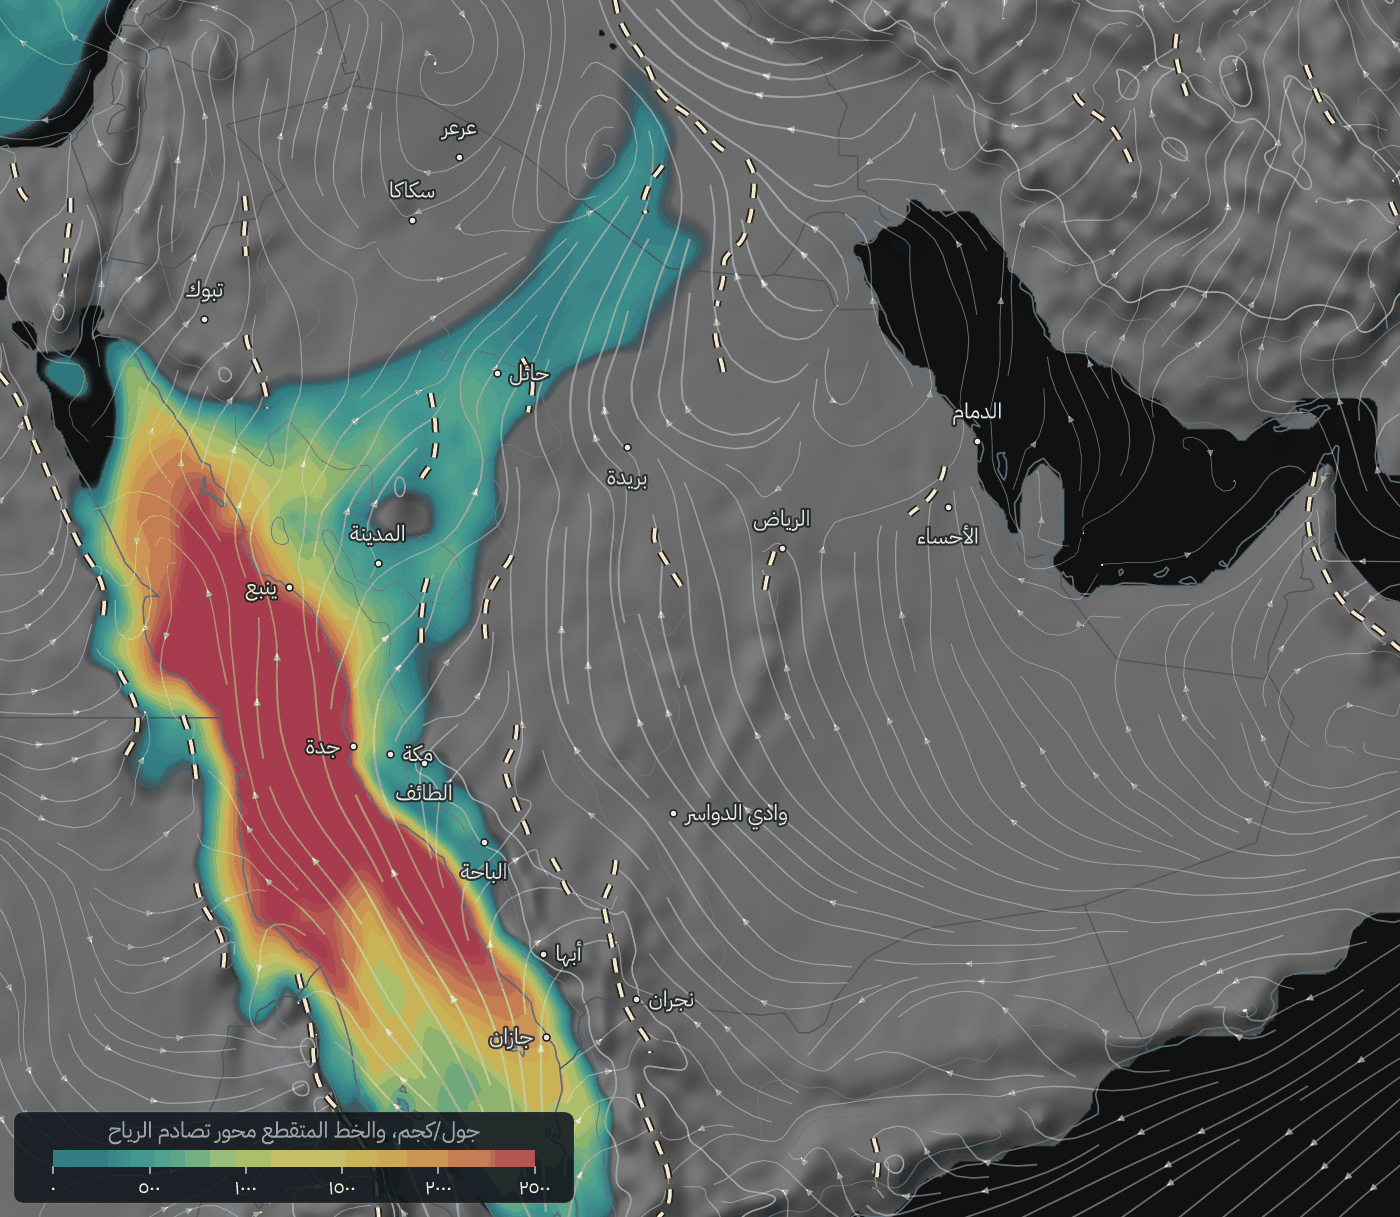 عرعر
سكاكا
تبوك
حائل
الدمام
بريدة
الرياض
المدينة
الأحساء
ينبع
جدة
مكة
الطائف
وادي الدواسر
الباحة
أبها
نجران
جازان
جول/كجم، والخط المتقطع محور تصادم الرياح
٠ ٥٠٠ ١٠٠٠ ١٥٠٠ ٢٠٠٠ ٢٥٠٠